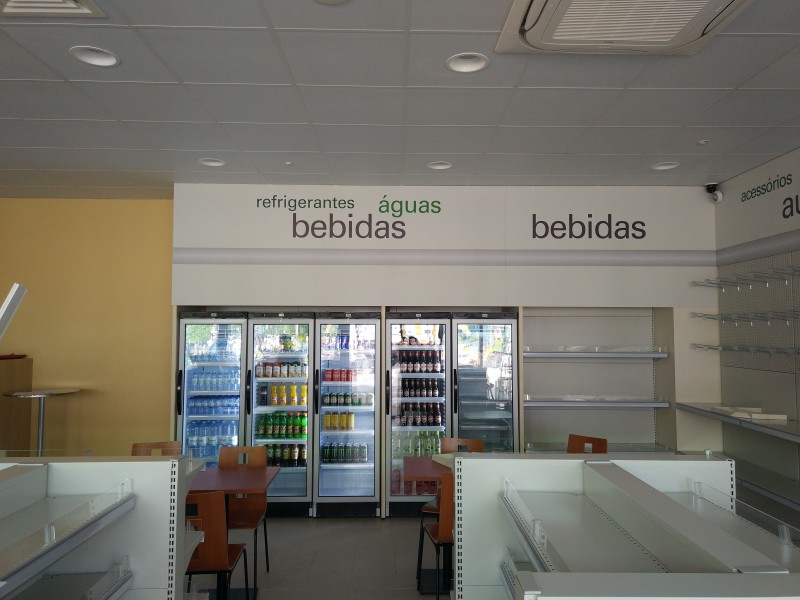 refrigerantes águas
bebidas
bebidas
acessórios